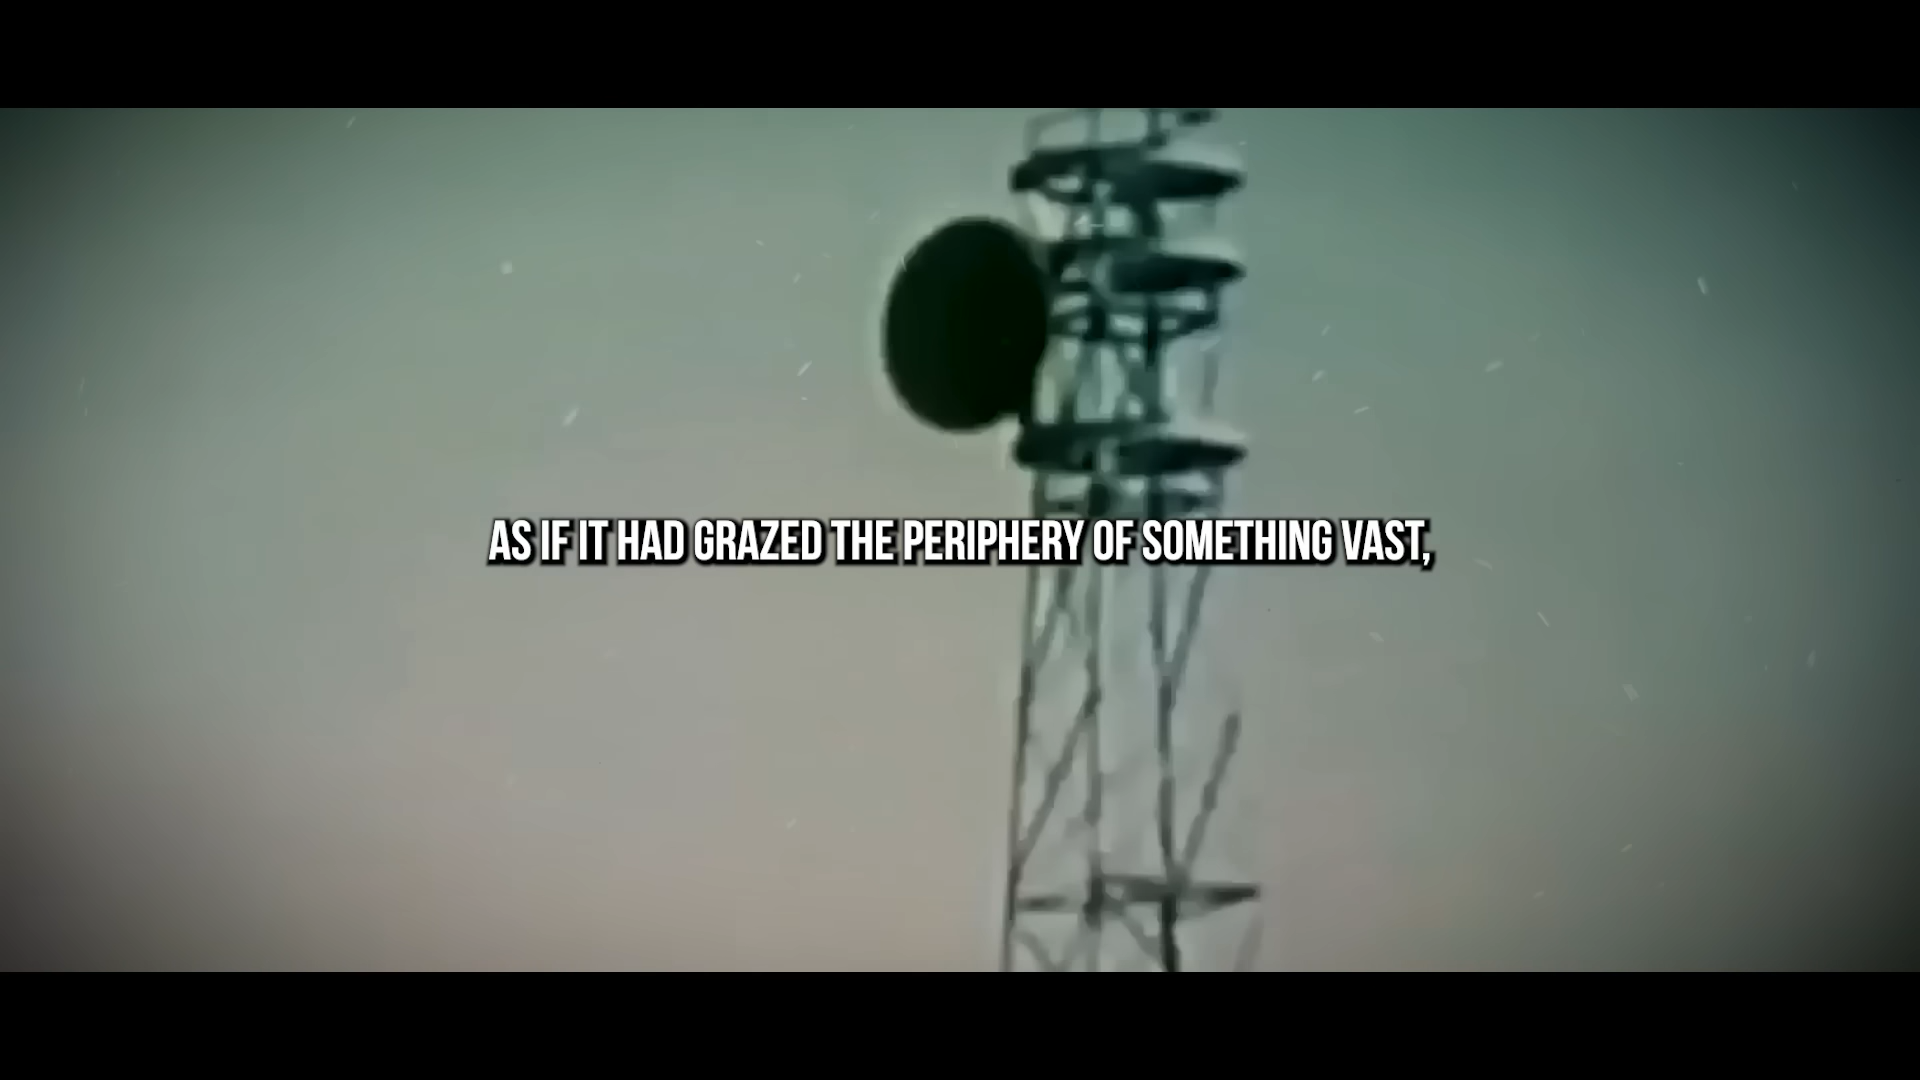 AS IF IT HAD GRAZED THE PERIPHERY OF SOMETHING VAST,